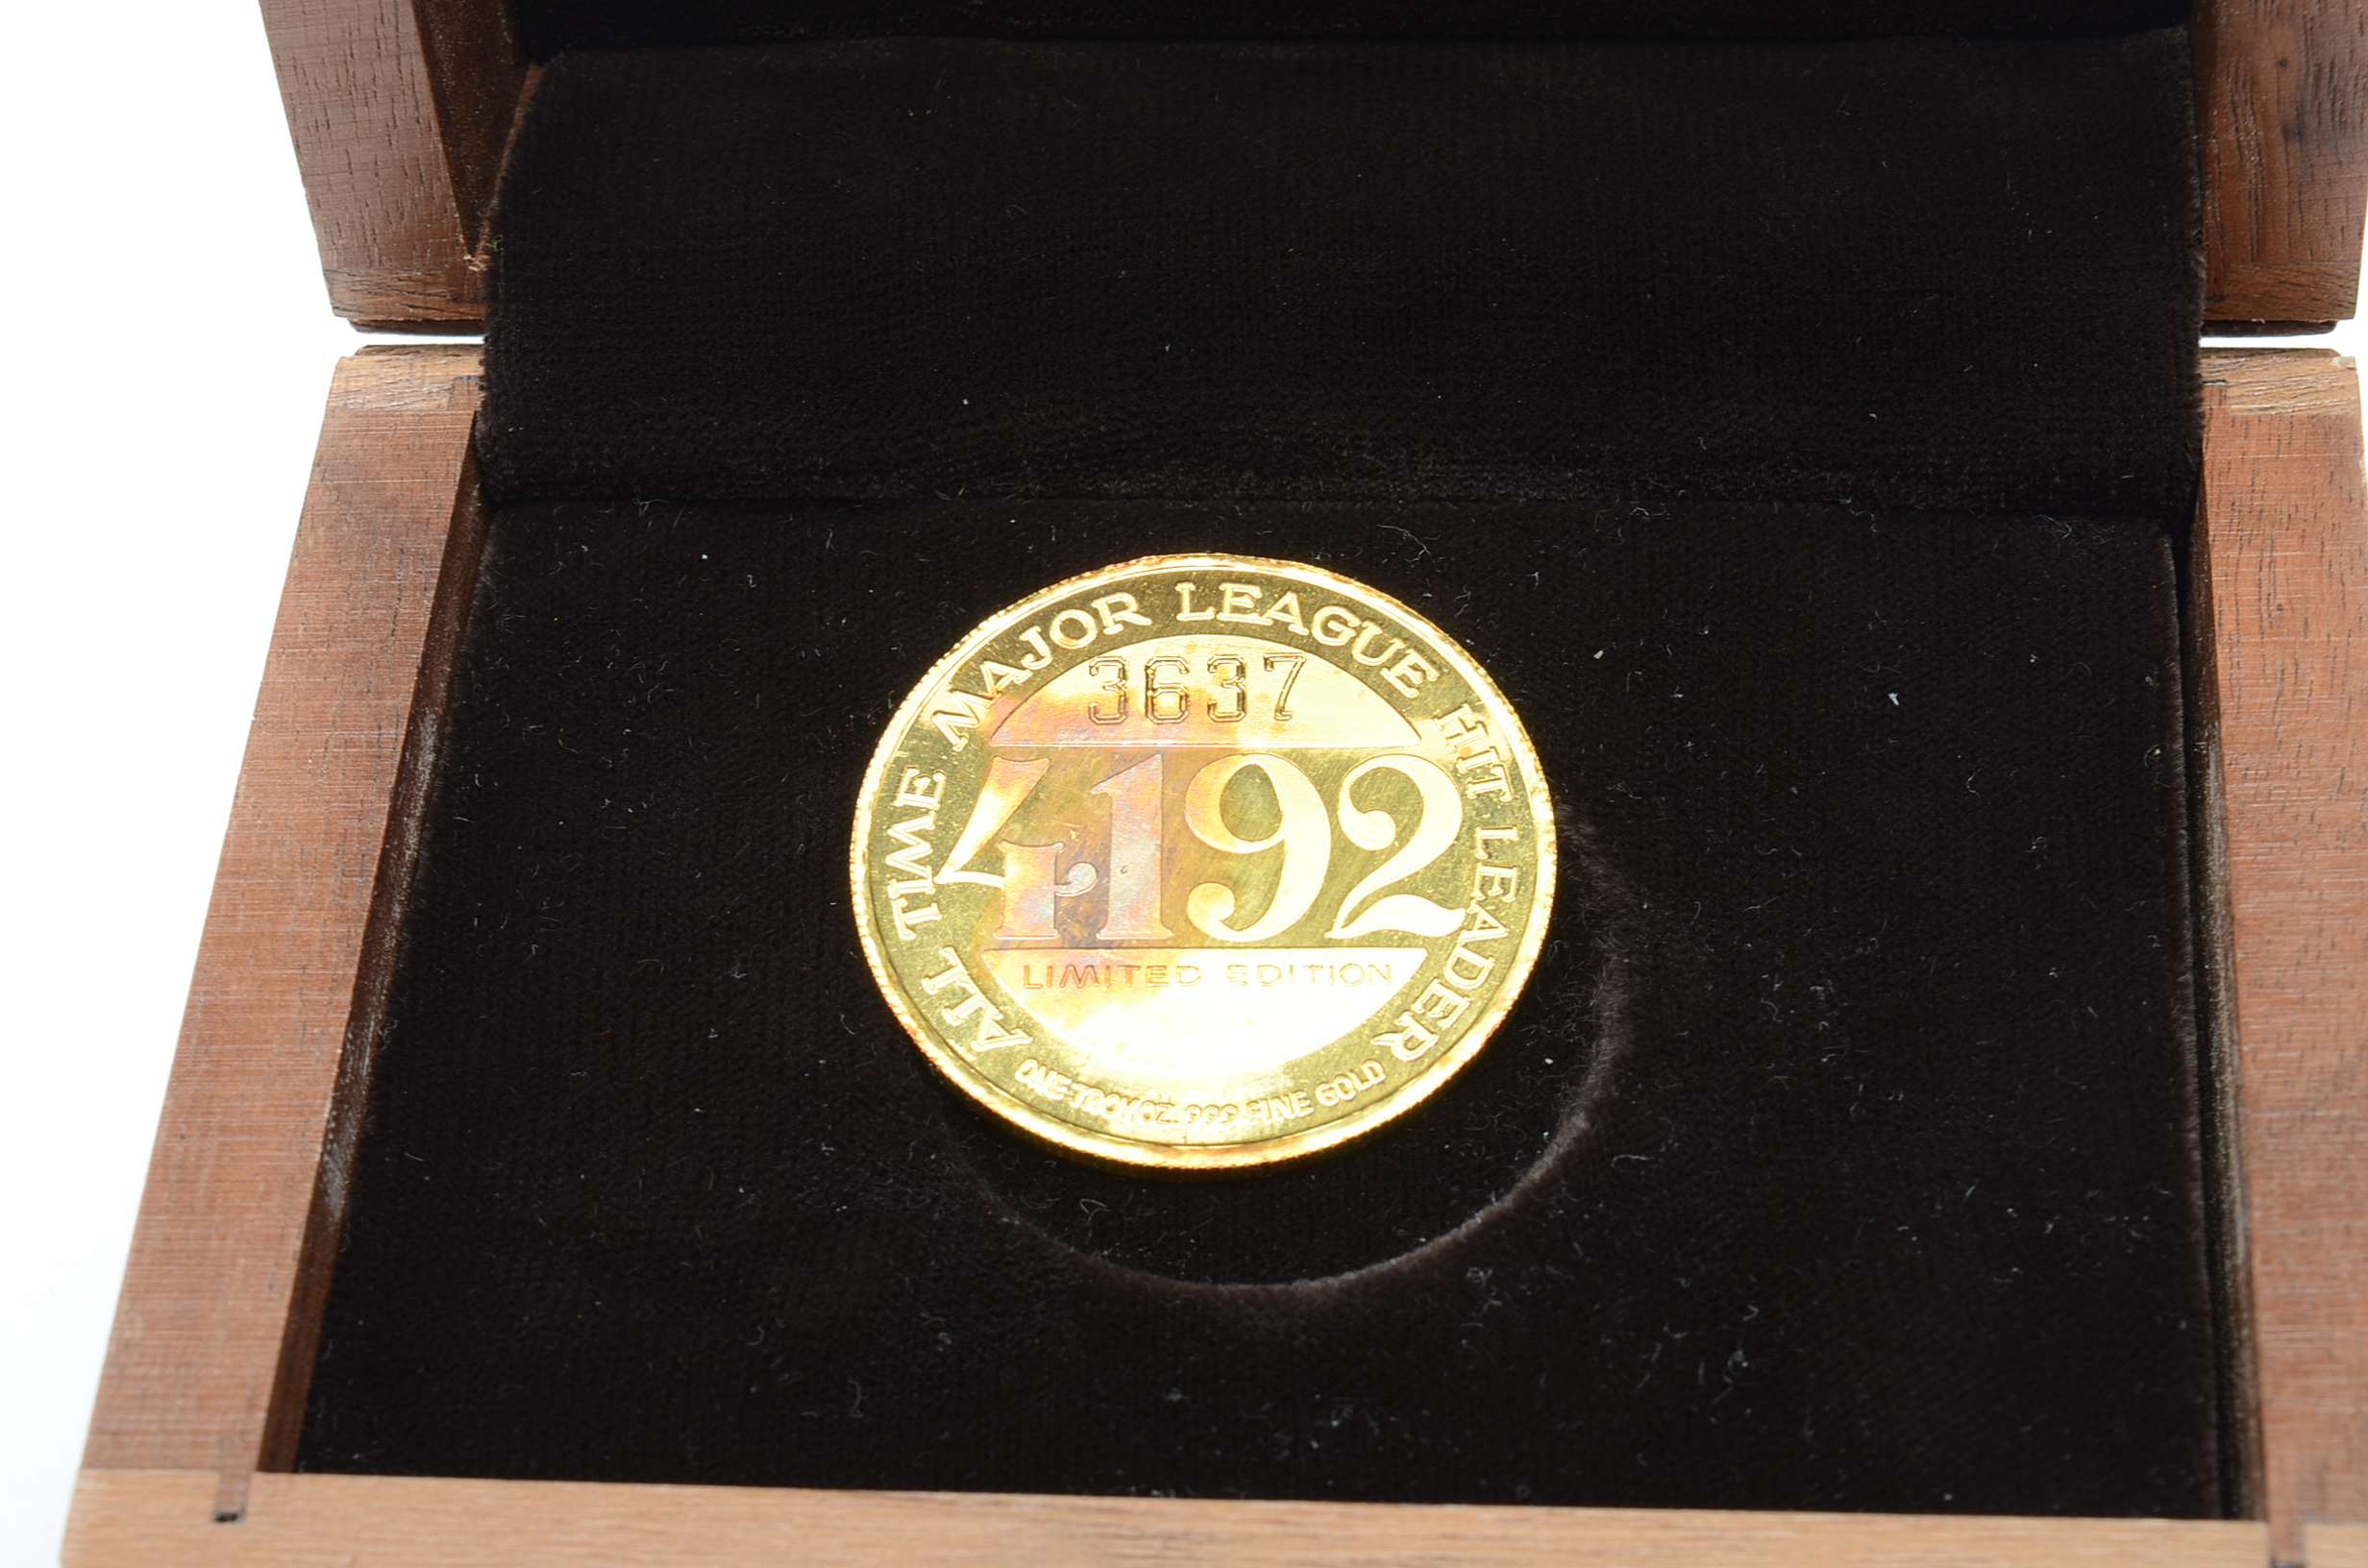 ALL TIME MAJOR LEAGUE HIT LEADER
3637
4192
LIMITED EDITION
ONE-TROY OZ. 999 FINE GOLD